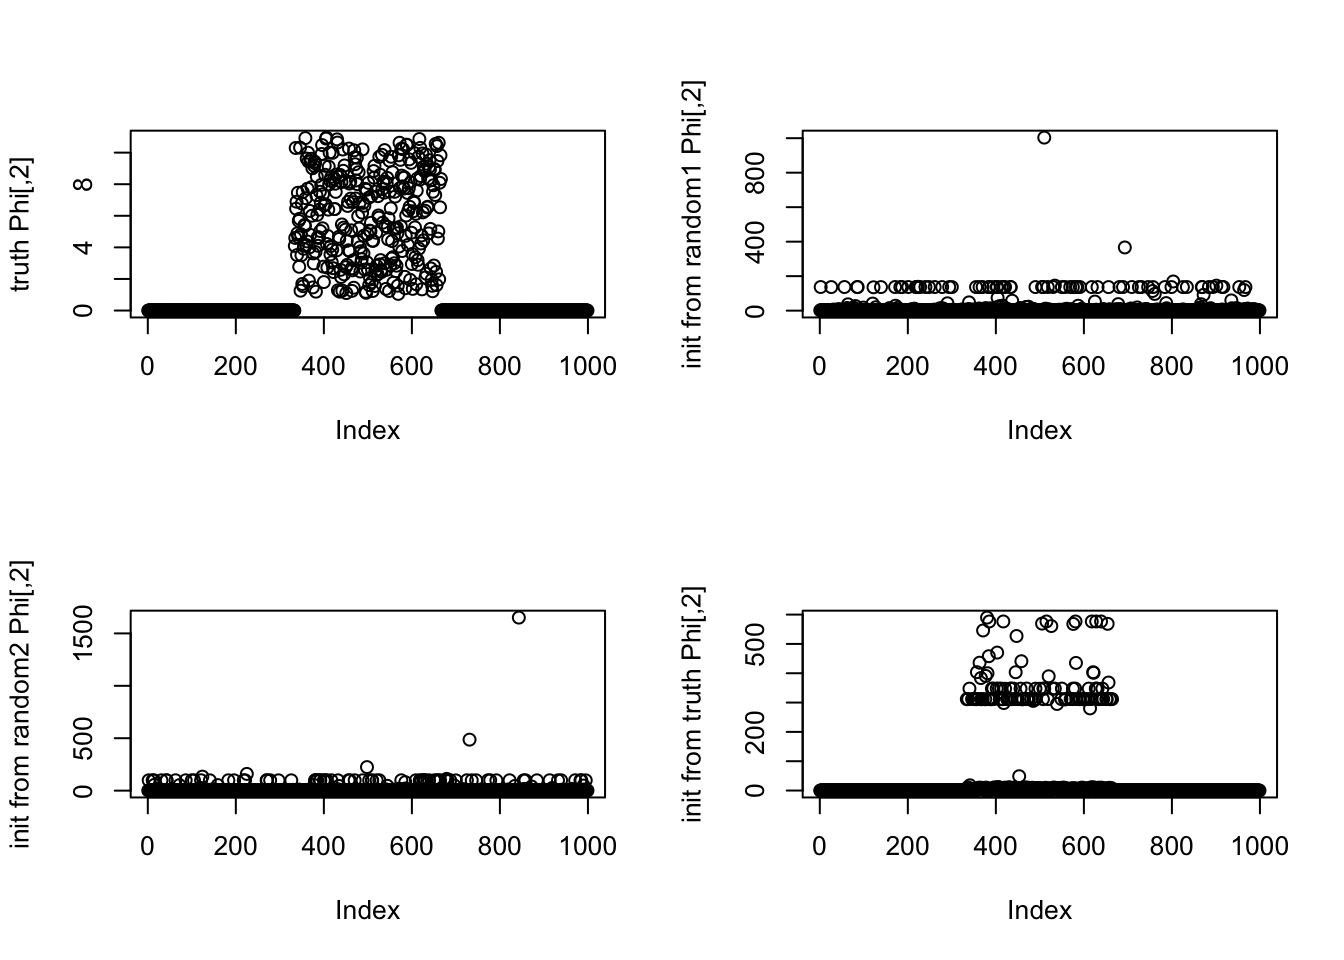 truth Phi[,2]
0 4 8
0 200 400 600 800 1000
Index
init from random1 Phi[,2]
0 400 800
0 200 400 600 800 1000
Index
init from random2 Phi[,2]
0 500 1500
0 200 400 600 800 1000
Index
init from truth Phi[,2]
0 200 500
0 200 400 600 800 1000
Index